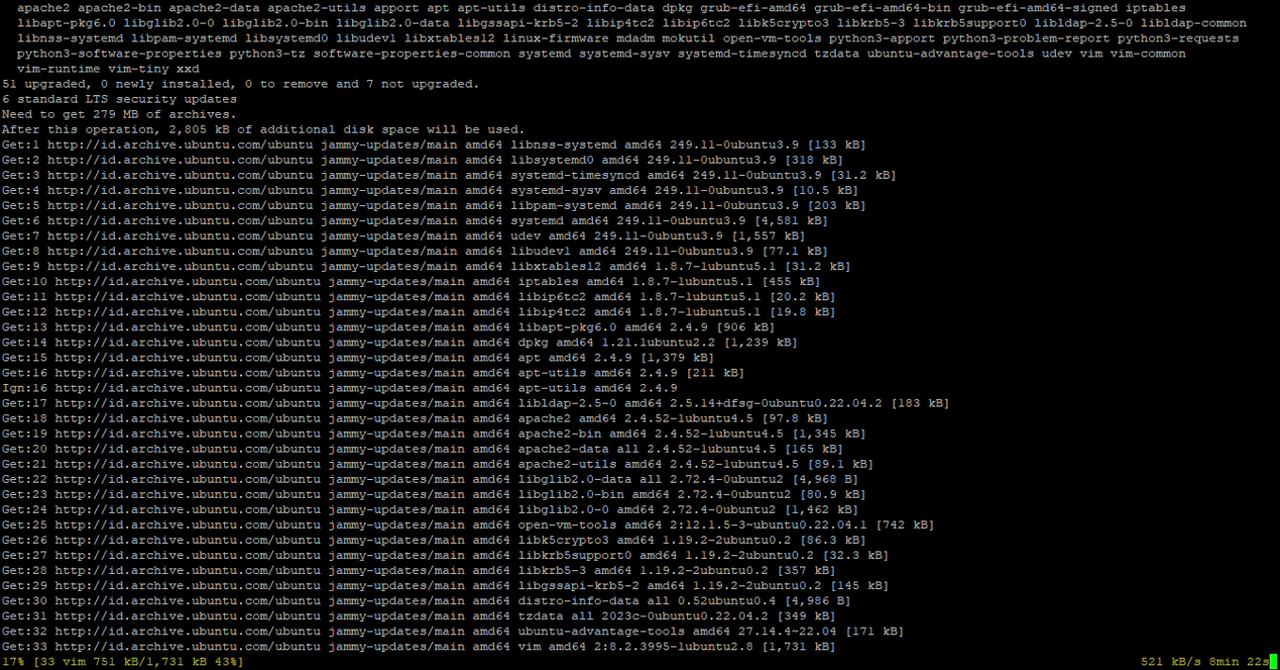 apache2 apache2-bin apache2-data apache2-utils apport apt apt-utils distro-info-data dpkg grub-efi-amd64 grub-efi-amd64-bin grub-efi-amd64-signed iptables
libapt-pkg6.0 libglib2.0-0 libglib2.0-bin libglib2.0-data libgssapi-krb5-2 libip4tc2 libip6tc2 libk5crypto3 libkrb5-3 libkrb5support0 libldap-2.5-0 libldap-common
libnss-systemd libpam-systemd libsystemd0 libudev1 libxtables12 linux-firmware mdadm mokutil open-vm-tools python3-apport python3-problem-report python3-requests
python3-software-properties python3-tz software-properties-common systemd systemd-sysv systemd-timesyncd tzdata ubuntu-advantage-tools udev vim vim-common
vim-runtime vim-tiny xxd
51 upgraded, 0 newly installed, 0 to remove and 7 not upgraded.
6 standard LTS security updates
Need to get 279 MB of archives.
After this operation, 2,805 kB of additional disk space will be used.
Get:1 http://id.archive.ubuntu.com/ubuntu jammy-updates/main amd64 libnss-systemd amd64 249.11-0ubuntu3.9 [133 kB]
Get:2 http://id.archive.ubuntu.com/ubuntu jammy-updates/main amd64 libsystemd0 amd64 249.11-0ubuntu3.9 [318 kB]
Get:3 http://id.archive.ubuntu.com/ubuntu jammy-updates/main amd64 systemd-timesyncd amd64 249.11-0ubuntu3.9 [31.2 kB]
Get:4 http://id.archive.ubuntu.com/ubuntu jammy-updates/main amd64 systemd-sysv amd64 249.11-0ubuntu3.9 [10.5 kB]
Get:5 http://id.archive.ubuntu.com/ubuntu jammy-updates/main amd64 libpam-systemd amd64 249.11-0ubuntu3.9 [203 kB]
Get:6 http://id.archive.ubuntu.com/ubuntu jammy-updates/main amd64 systemd amd64 249.11-0ubuntu3.9 [4,581 kB]
Get:7 http://id.archive.ubuntu.com/ubuntu jammy-updates/main amd64 udev amd64 249.11-0ubuntu3.9 [1,557 kB]
Get:8 http://id.archive.ubuntu.com/ubuntu jammy-updates/main amd64 libudev1 amd64 249.11-0ubuntu3.9 [77.1 kB]
Get:9 http://id.archive.ubuntu.com/ubuntu jammy-updates/main amd64 libxtables12 amd64 1.8.7-1ubuntu5.1 [31.2 kB]
Get:10 http://id.archive.ubuntu.com/ubuntu jammy-updates/main amd64 iptables amd64 1.8.7-1ubuntu5.1 [455 kB]
Get:11 http://id.archive.ubuntu.com/ubuntu jammy-updates/main amd64 libip6tc2 amd64 1.8.7-1ubuntu5.1 [20.2 kB]
Get:12 http://id.archive.ubuntu.com/ubuntu jammy-updates/main amd64 libip4tc2 amd64 1.8.7-1ubuntu5.1 [19.8 kB]
Get:13 http://id.archive.ubuntu.com/ubuntu jammy-updates/main amd64 libapt-pkg6.0 amd64 2.4.9 [906 kB]
Get:14 http://id.archive.ubuntu.com/ubuntu jammy-updates/main amd64 dpkg amd64 1.21.1ubuntu2.2 [1,239 kB]
Get:15 http://id.archive.ubuntu.com/ubuntu jammy-updates/main amd64 apt amd64 2.4.9 [1,379 kB]
Get:16 http://id.archive.ubuntu.com/ubuntu jammy-updates/main amd64 apt-utils amd64 2.4.9 [211 kB]
Ign:16 http://id.archive.ubuntu.com/ubuntu jammy-updates/main amd64 apt-utils amd64 2.4.9
Get:17 http://id.archive.ubuntu.com/ubuntu jammy-updates/main amd64 libldap-2.5-0 amd64 2.5.14+dfsg-0ubuntu0.22.04.2 [183 kB]
Get:18 http://id.archive.ubuntu.com/ubuntu jammy-updates/main amd64 apache2 amd64 2.4.52-1ubuntu4.5 [97.8 kB]
Get:19 http://id.archive.ubuntu.com/ubuntu jammy-updates/main amd64 apache2-bin amd64 2.4.52-1ubuntu4.5 [1,345 kB]
Get:20 http://id.archive.ubuntu.com/ubuntu jammy-updates/main amd64 apache2-data all 2.4.52-1ubuntu4.5 [165 kB]
Get:21 http://id.archive.ubuntu.com/ubuntu jammy-updates/main amd64 apache2-utils amd64 2.4.52-1ubuntu4.5 [89.1 kB]
Get:22 http://id.archive.ubuntu.com/ubuntu jammy-updates/main amd64 libglib2.0-data all 2.72.4-0ubuntu2 [4,968 B]
Get:23 http://id.archive.ubuntu.com/ubuntu jammy-updates/main amd64 libglib2.0-bin amd64 2.72.4-0ubuntu2 [80.9 kB]
Get:24 http://id.archive.ubuntu.com/ubuntu jammy-updates/main amd64 libglib2.0-0 amd64 2.72.4-0ubuntu2 [1,462 kB]
Get:25 http://id.archive.ubuntu.com/ubuntu jammy-updates/main amd64 open-vm-tools amd64 2:12.1.5-3~ubuntu0.22.04.1 [742 kB]
Get:26 http://id.archive.ubuntu.com/ubuntu jammy-updates/main amd64 libk5crypto3 amd64 1.19.2-2ubuntu0.2 [86.3 kB]
Get:27 http://id.archive.ubuntu.com/ubuntu jammy-updates/main amd64 libkrb5support0 amd64 1.19.2-2ubuntu0.2 [32.3 kB]
Get:28 http://id.archive.ubuntu.com/ubuntu jammy-updates/main amd64 libkrb5-3 amd64 1.19.2-2ubuntu0.2 [357 kB]
Get:29 http://id.archive.ubuntu.com/ubuntu jammy-updates/main amd64 libgssapi-krb5-2 amd64 1.19.2-2ubuntu0.2 [145 kB]
Get:30 http://id.archive.ubuntu.com/ubuntu jammy-updates/main amd64 distro-info-data all 0.52ubuntu0.4 [4,986 B]
Get:31 http://id.archive.ubuntu.com/ubuntu jammy-updates/main amd64 tzdata all 2023c-0ubuntu0.22.04.2 [349 kB]
Get:32 http://id.archive.ubuntu.com/ubuntu jammy-updates/main amd64 ubuntu-advantage-tools amd64 27.14.4~22.04 [171 kB]
Get:33 http://id.archive.ubuntu.com/ubuntu jammy-updates/main amd64 vim amd64 2:8.2.3995-1ubuntu2.8 [1,731 kB]
17% [33 vim 751 kB/1,731 kB 43%] 521 kB/s 8min 22s